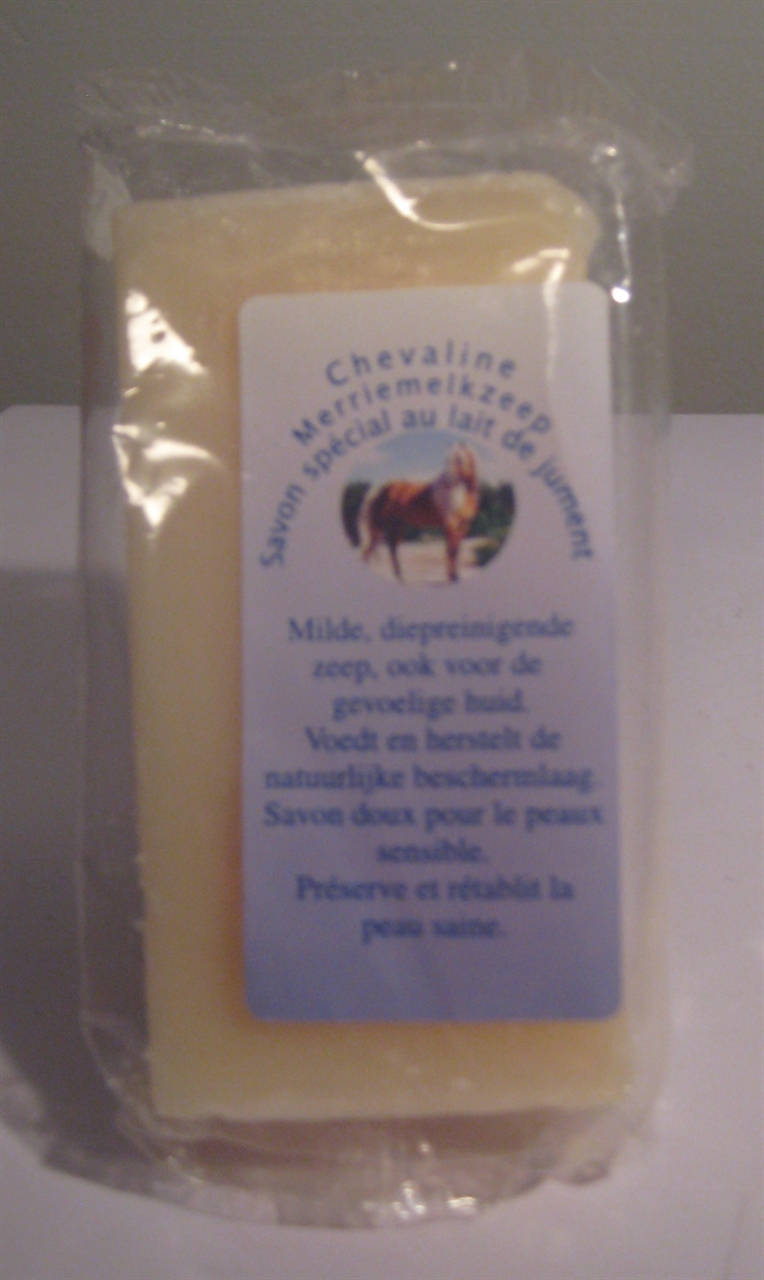 Chevaline
Merriemelkzeep
Savon spécial au lait de jument
Milde, diepreinigende
zeep, ook voor de
gevoelige huid.
Voedt en herstelt de
natuurlijke beschermlaag.
Savon doux pour le peaux
sensible.
Préserve et rétablit la
peau saine.